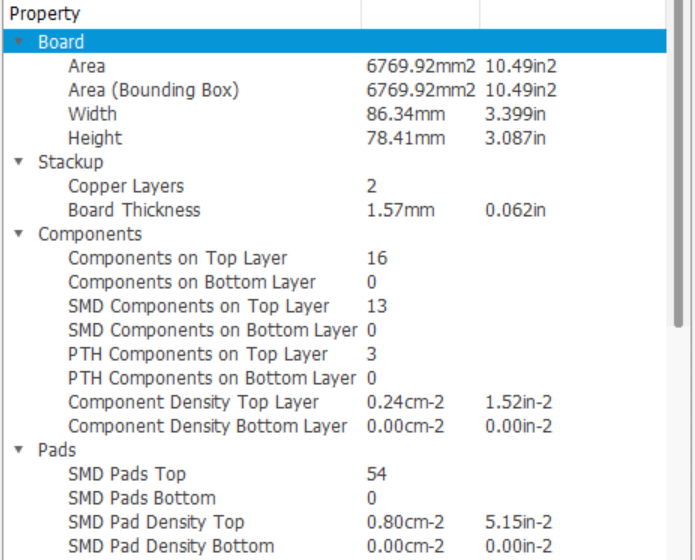 Property
Board
Area 6769.92mm2 10.49in2
Area (Bounding Box) 6769.92mm2 10.49in2
Width 86.34mm 3.399in
Height 78.41mm 3.087in
Stackup
Copper Layers 2
Board Thickness 1.57mm 0.062in
Components
Components on Top Layer 16
Components on Bottom Layer 0
SMD Components on Top Layer 13
SMD Components on Bottom Layer 0
PTH Components on Top Layer 3
PTH Components on Bottom Layer 0
Component Density Top Layer 0.24cm-2 1.52in-2
Component Density Bottom Layer 0.00cm-2 0.00in-2
Pads
SMD Pads Top 54
SMD Pads Bottom 0
SMD Pad Density Top 0.80cm-2 5.15in-2
SMD Pad Density Bottom 0.00cm-2 0.00in-2